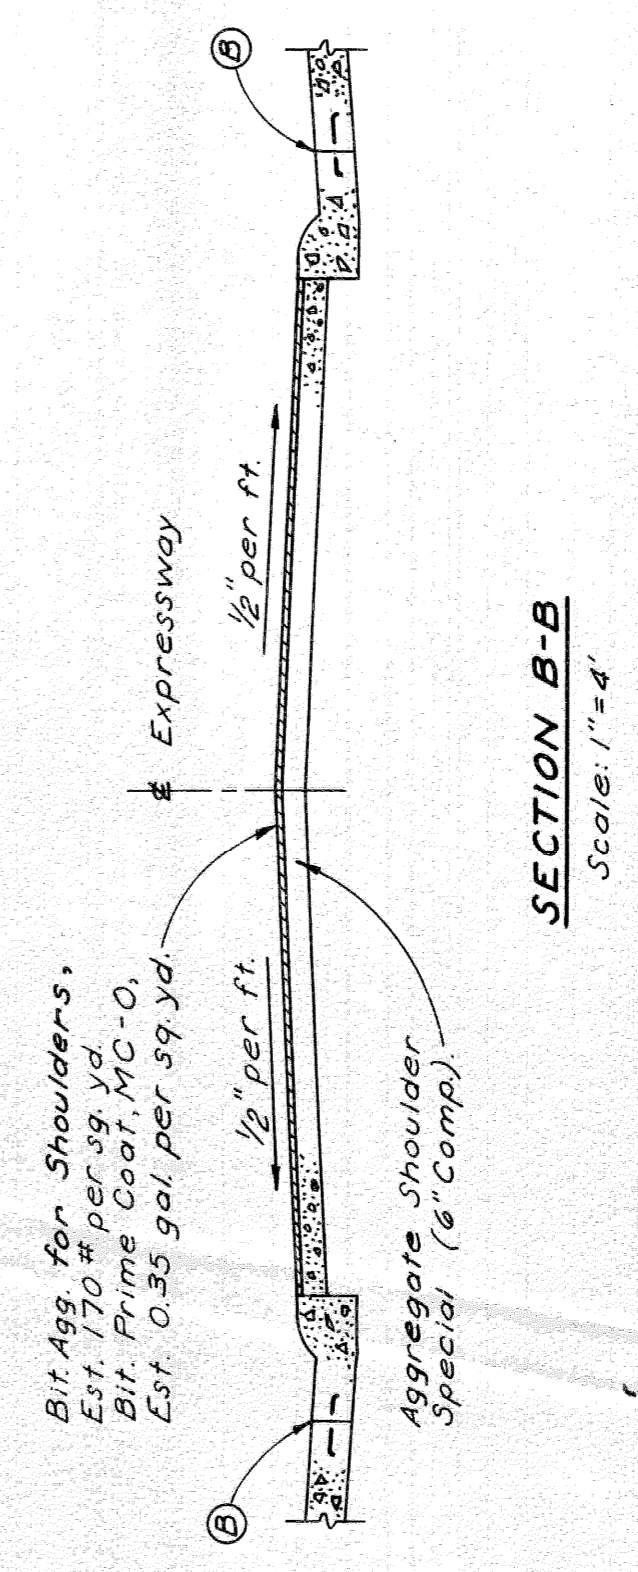 Bit. Agg. for Shoulders,
Est. 170 # per sq. yd.
Bit. Prime Coat, MC-0,
Est. 0.35 gal. per sq. yd.
℄ Expressway
1/2" per ft.
1/2" per ft.
B
B
Aggregate Shoulder
Special (6" Comp.).
SECTION B-B
Scale: 1" = 4'